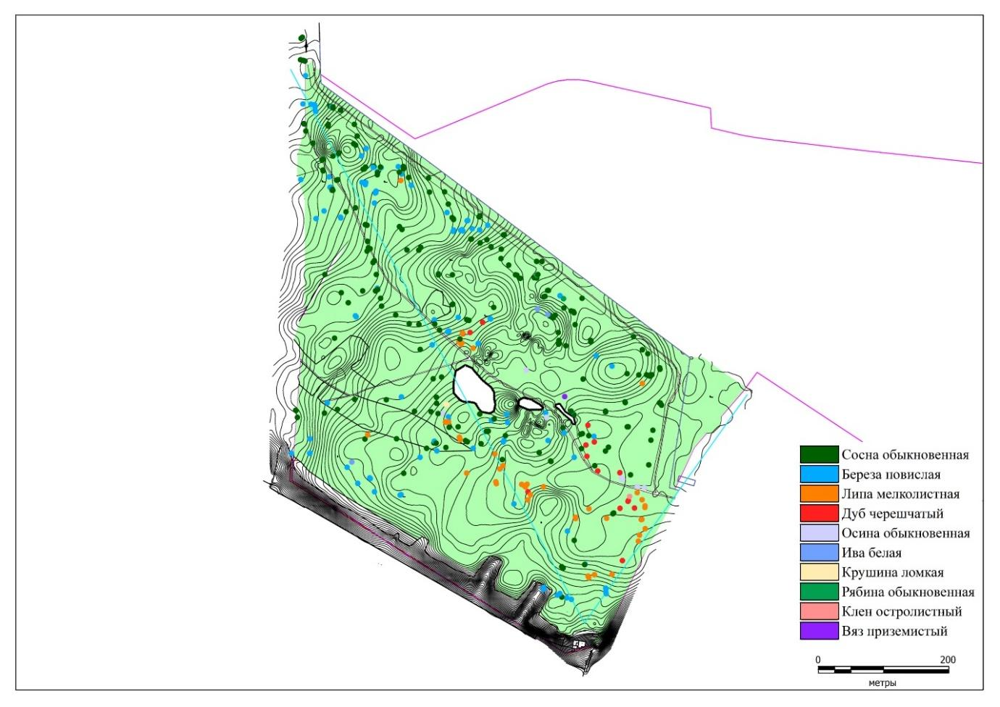 Сосна обыкновенная
Береза повислая
Липа мелколистная
Дуб черешчатый
Осина обыкновенная
Ива белая
Крушина ломкая
Рябина обыкновенная
Клен остролистный
Вяз приземистый
0 200
метры